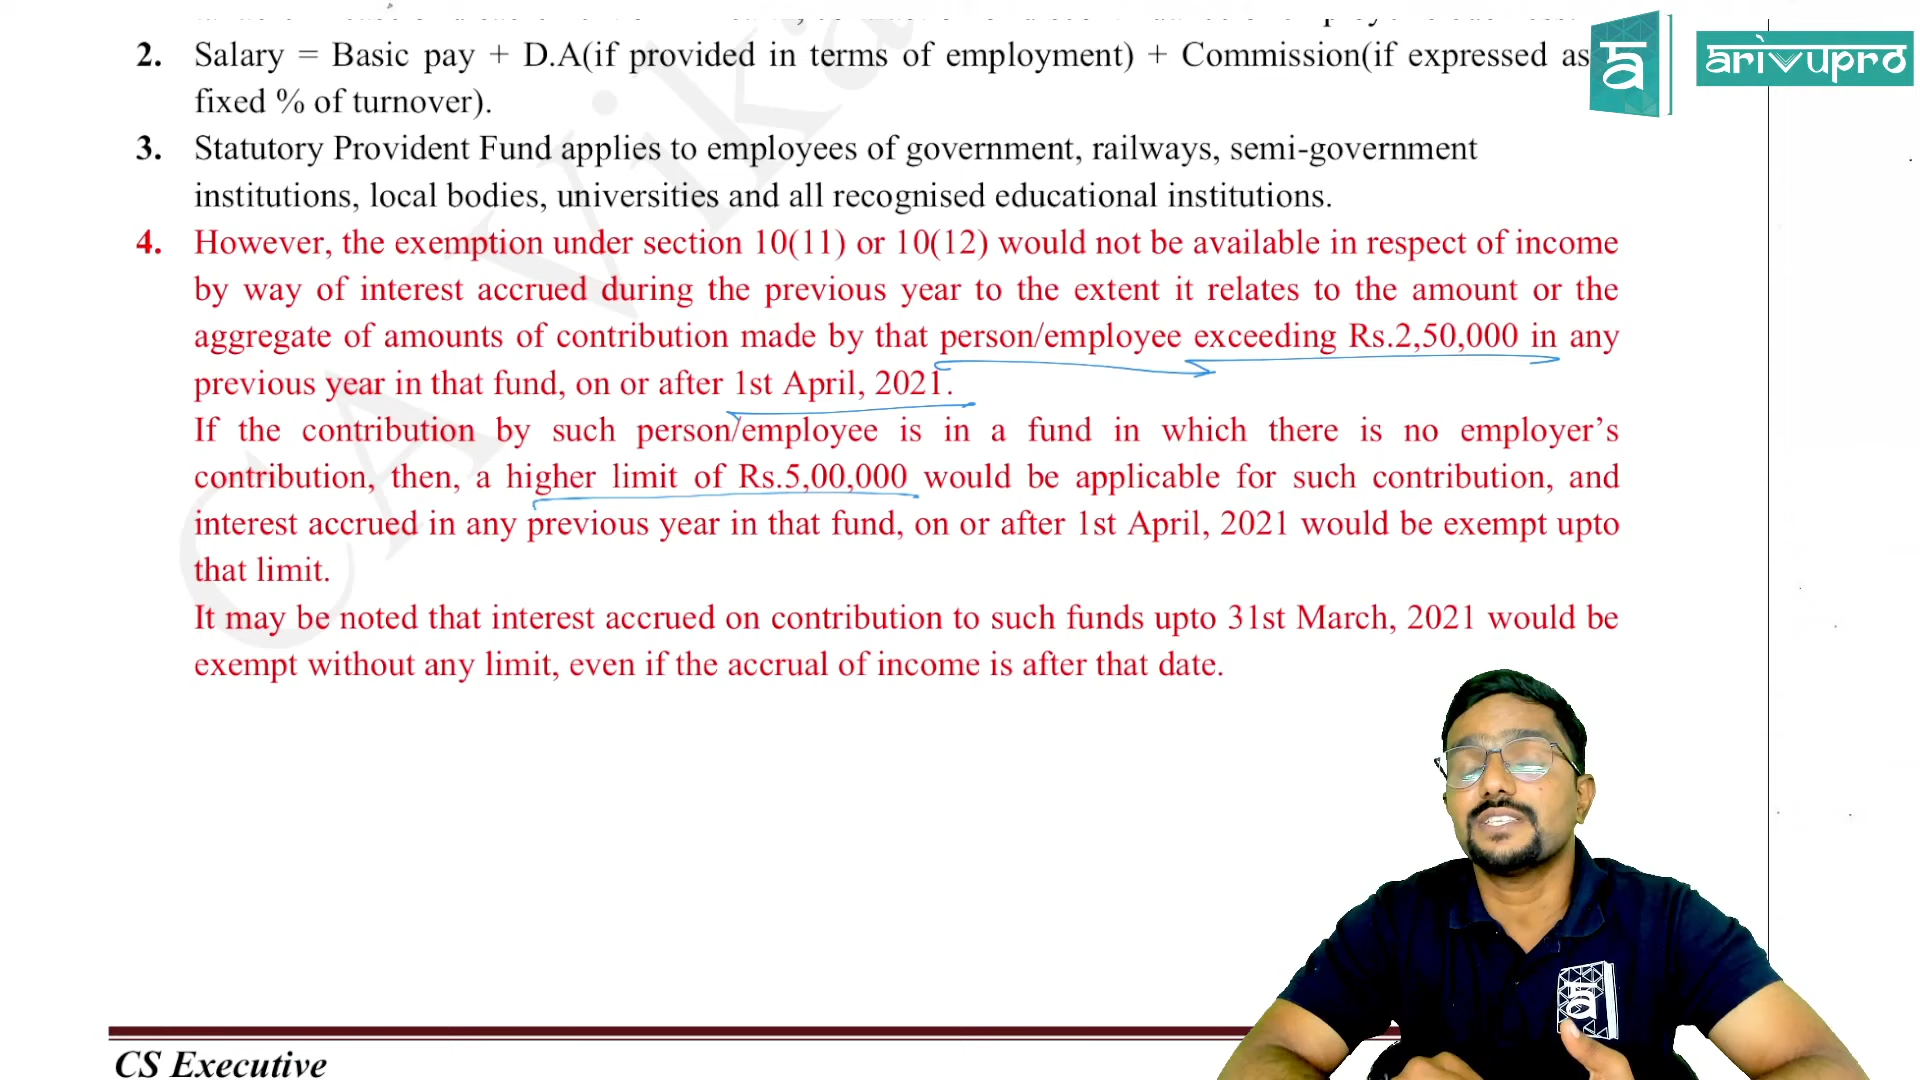 2. Salary = Basic pay + D.A(if provided in terms of employment) + Commission(if expressed as
fixed % of turnover).
3. Statutory Provident Fund applies to employees of government, railways, semi-government
institutions, local bodies, universities and all recognised educational institutions.
4. However, the exemption under section 10(11) or 10(12) would not be available in respect of income
by way of interest accrued during the previous year to the extent it relates to the amount or the
aggregate of amounts of contribution made by that person/employee exceeding Rs.2,50,000 in any
previous year in that fund, on or after 1st April, 2021.
If the contribution by such person/employee is in a fund in which there is no employer’s
contribution, then, a higher limit of Rs.5,00,000 would be applicable for such contribution, and
interest accrued in any previous year in that fund, on or after 1st April, 2021 would be exempt upto
that limit.
It may be noted that interest accrued on contribution to such funds upto 31st March, 2021 would be
exempt without any limit, even if the accrual of income is after that date.
CS Executive
ā
arivupro
CA Vika
ā